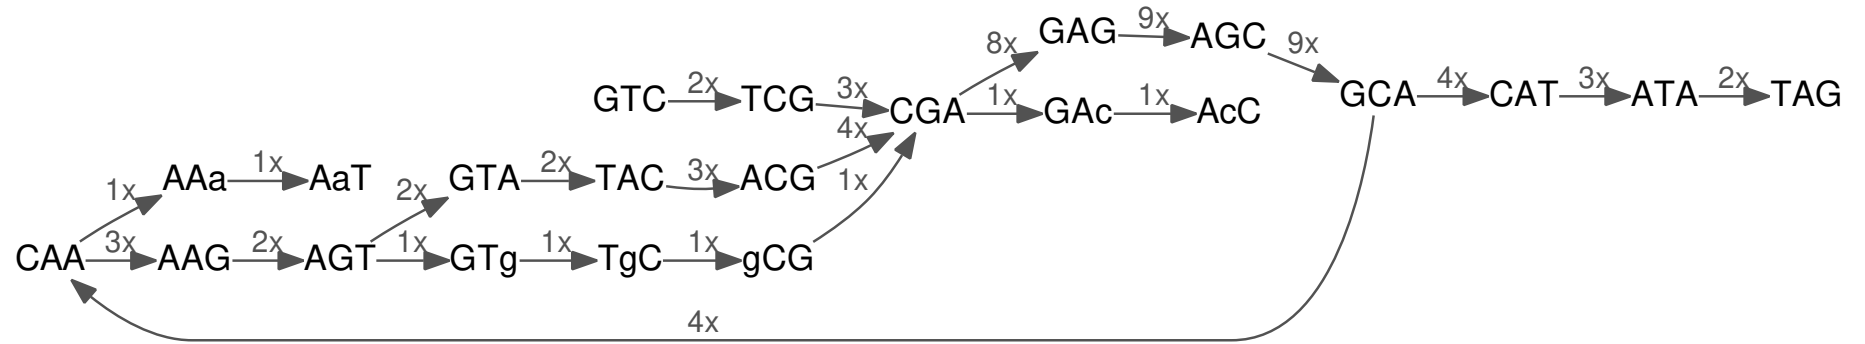 GAG 9x AGC
8x 9x
GTC 2x TCG 3x CGA 1x GAc 1x AcC GCA 4x CAT 3x ATA 2x TAG
4x
AAa 1x AaT GTA 2x TAC 3x ACG
1x 2x 1x
CAA 3x AAG 2x AGT 1x GTg 1x TgC 1x gCG
4x